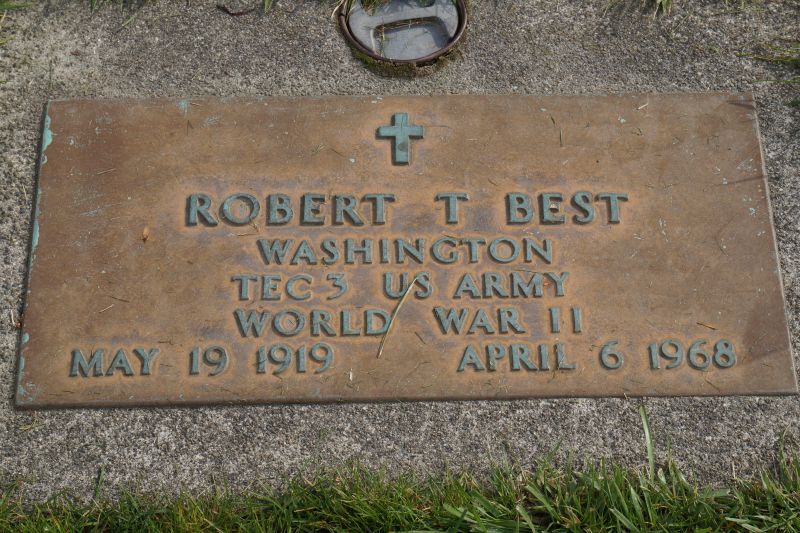 ROBERT T BEST
WASHINGTON
TEC 3 US ARMY
WORLD WAR II
MAY 19 1919 APRIL 6 1968